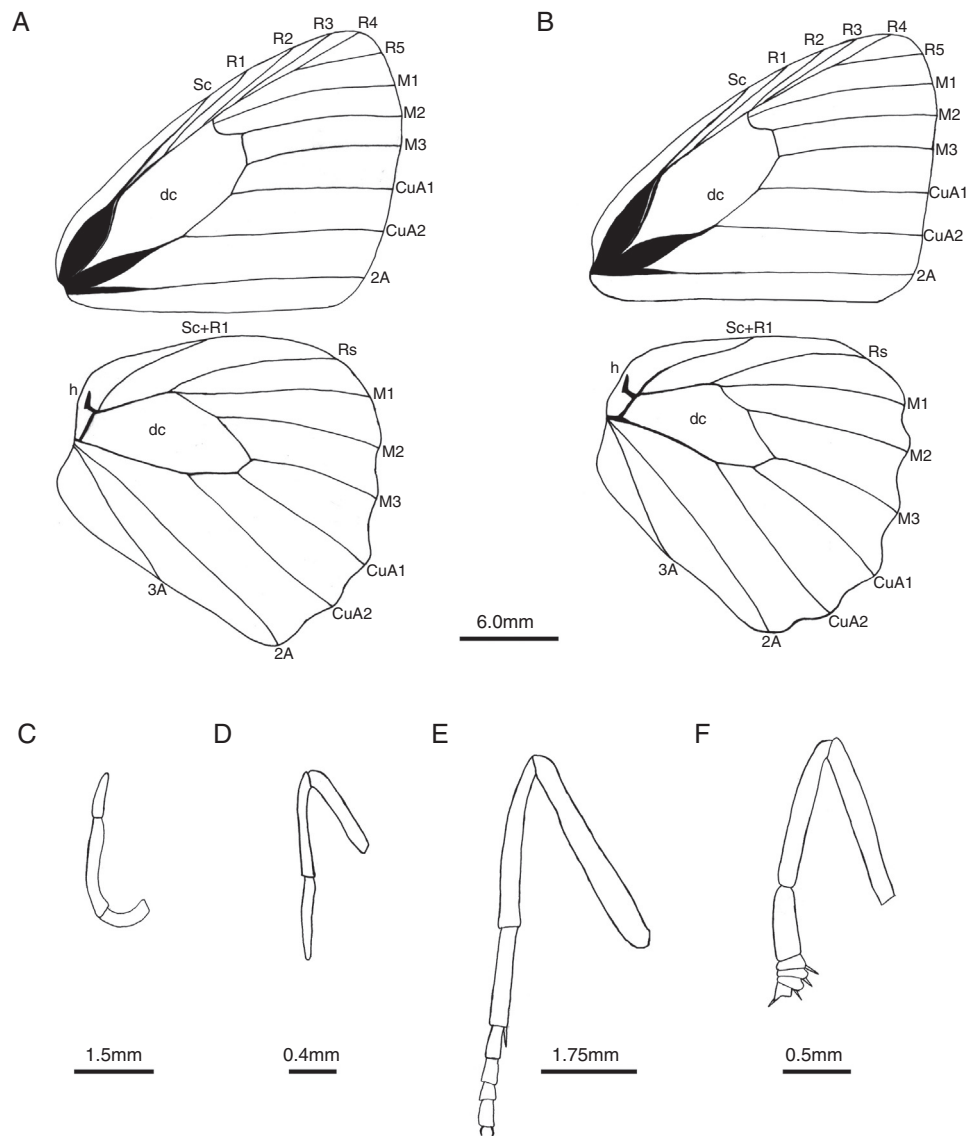 A
Sc
R1
R2
R3
R4
R5
M1
M2
M3
CuA1
CuA2
2A
dc
B
Sc
R1
R2
R3
R4
R5
M1
M2
M3
CuA1
CuA2
2A
dc
Sc+R1
Rs
h
M1
dc
M2
M3
CuA1
3A
CuA2
2A
Sc+R1
Rs
h
M1
dc
M2
M3
CuA1
3A
CuA2
2A
6.0mm
C
D
E
F
1.5mm
0.4mm
1.75mm
0.5mm